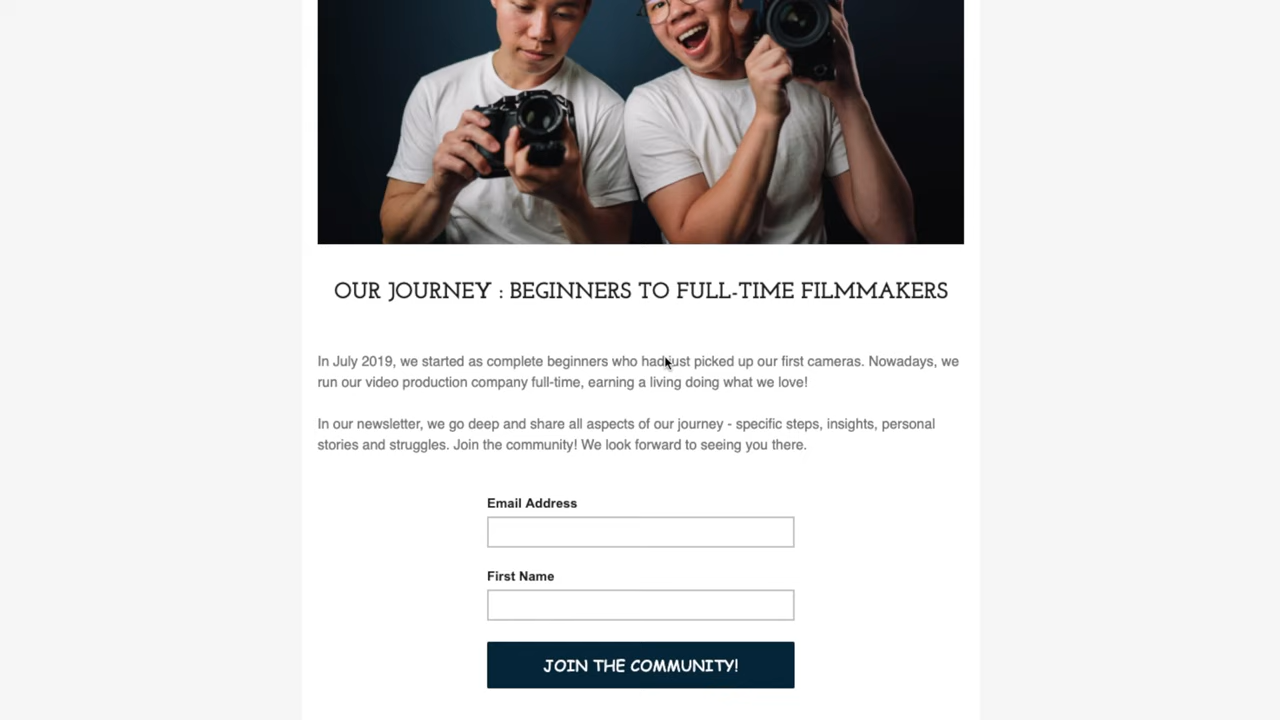 OUR JOURNEY : BEGINNERS TO FULL-TIME FILMMAKERS
In July 2019, we started as complete beginners who had just picked up our first cameras. Nowadays, we
run our video production company full-time, earning a living doing what we love!
In our newsletter, we go deep and share all aspects of our journey - specific steps, insights, personal
stories and struggles. Join the community! We look forward to seeing you there.
Email Address
First Name
JOIN THE COMMUNITY!